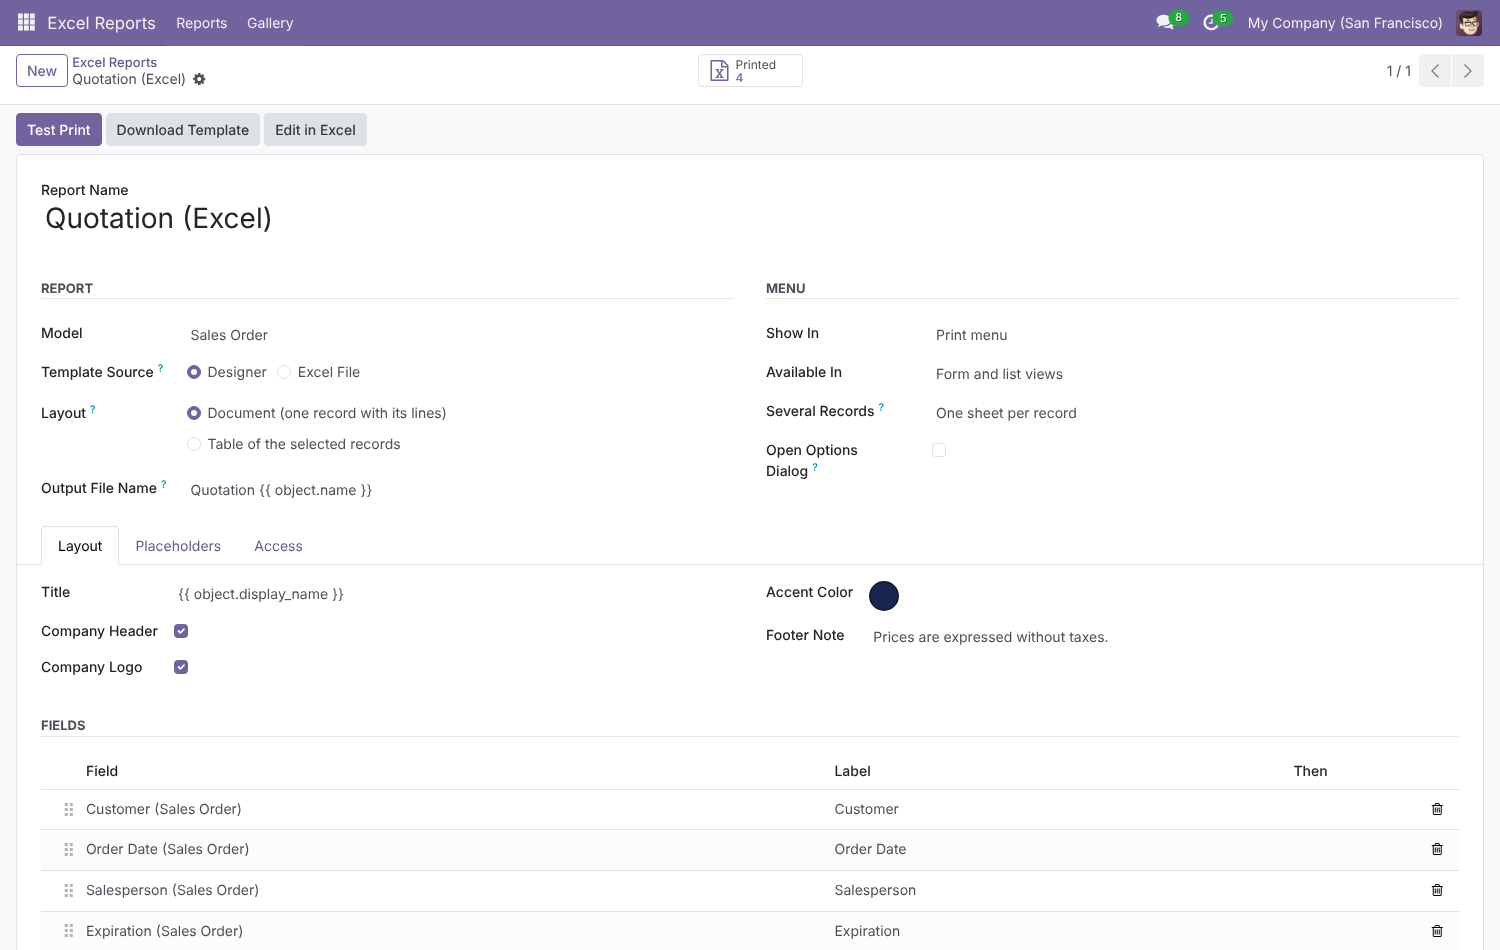 Excel Reports
Reports
Gallery
8
5
My Company (San Francisco)
New
Excel Reports
Quotation (Excel)
Printed
4
1 / 1
Test Print
Download Template
Edit in Excel
Report Name
Quotation (Excel)
REPORT
Model
Sales Order
Template Source ?
Designer
Excel File
Layout ?
Document (one record with its lines)
Table of the selected records
Output File Name ?
Quotation {{ object.name }}
MENU
Show In
Print menu
Available In
Form and list views
Several Records ?
One sheet per record
Open Options
Dialog ?
Layout
Placeholders
Access
Title
{{ object.display_name }}
Company Header
Company Logo
Accent Color
Footer Note
Prices are expressed without taxes.
FIELDS
Field
Label
Then
Customer (Sales Order)
Customer
Order Date (Sales Order)
Order Date
Salesperson (Sales Order)
Salesperson
Expiration (Sales Order)
Expiration